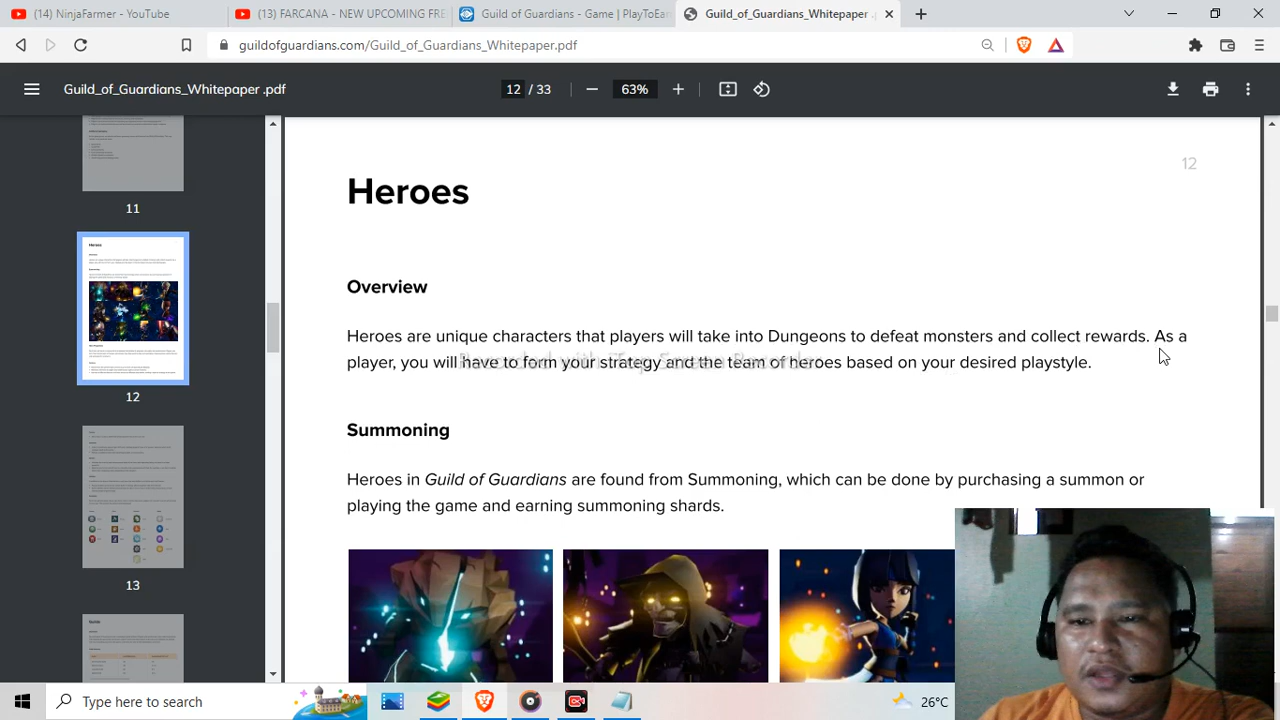 (14) NinjaFarmer - YouTube
(13) FARCANA - NEW UPCOMING FRE
Guild of Guardians - Game | PlayToEan
Guild_of_Guardians_Whitepaper .p
guildofguardians.com/Guild_of_Guardians_Whitepaper.pdf
Guild_of_Guardians_Whitepaper .pdf
12 / 33
63%
11
12
13
12
Heroes
Overview
Heroes are unique characters that players will take into Dungeons to defeat monsters and collect rewards. As a
player, you will have to form your strategy and the team of heroes based on your desired playstyle.
Summoning
Heroes in Guild of Guardians are found from Summoning, which can be done by purchasing a summon or
playing the game and earning summoning shards.
Type here to search
26°C